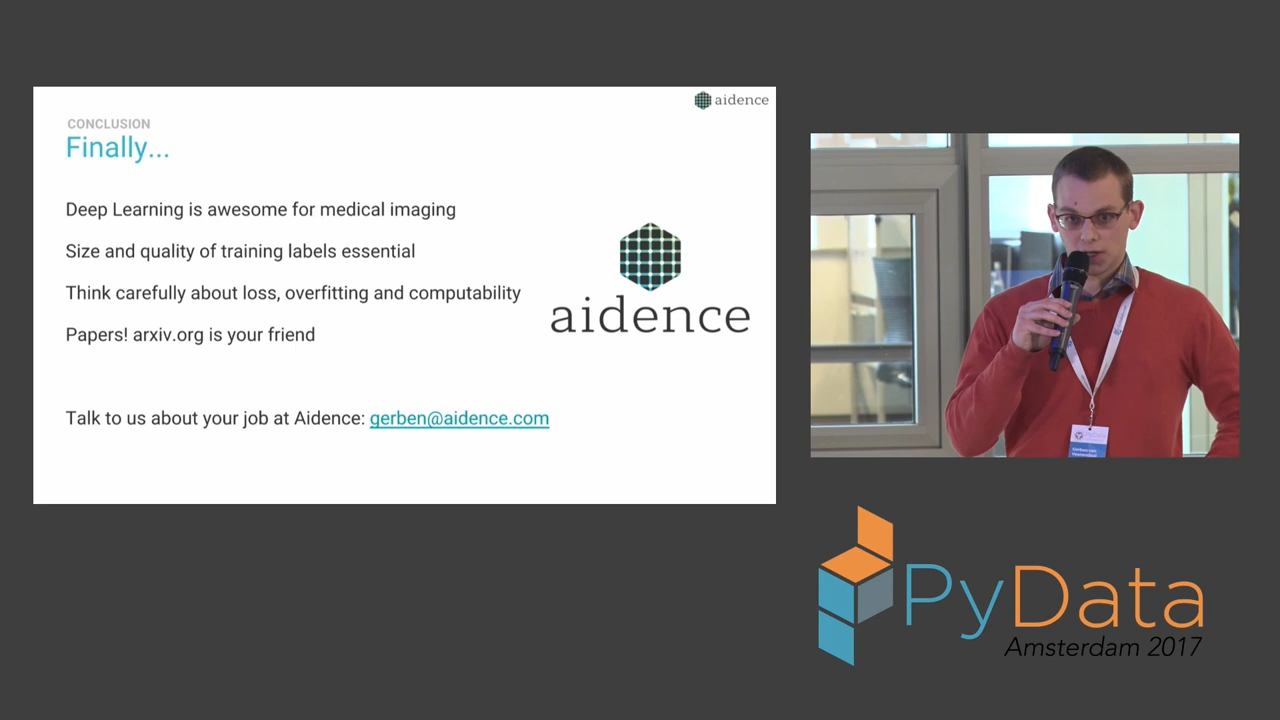 aidence
CONCLUSION
Finally...
Deep Learning is awesome for medical imaging
Size and quality of training labels essential
Think carefully about loss, overfitting and computability
Papers! arxiv.org is your friend
aidence
Talk to us about your job at Aidence: gerben@aidence.com
PyData
PyData
Amsterdam 2017